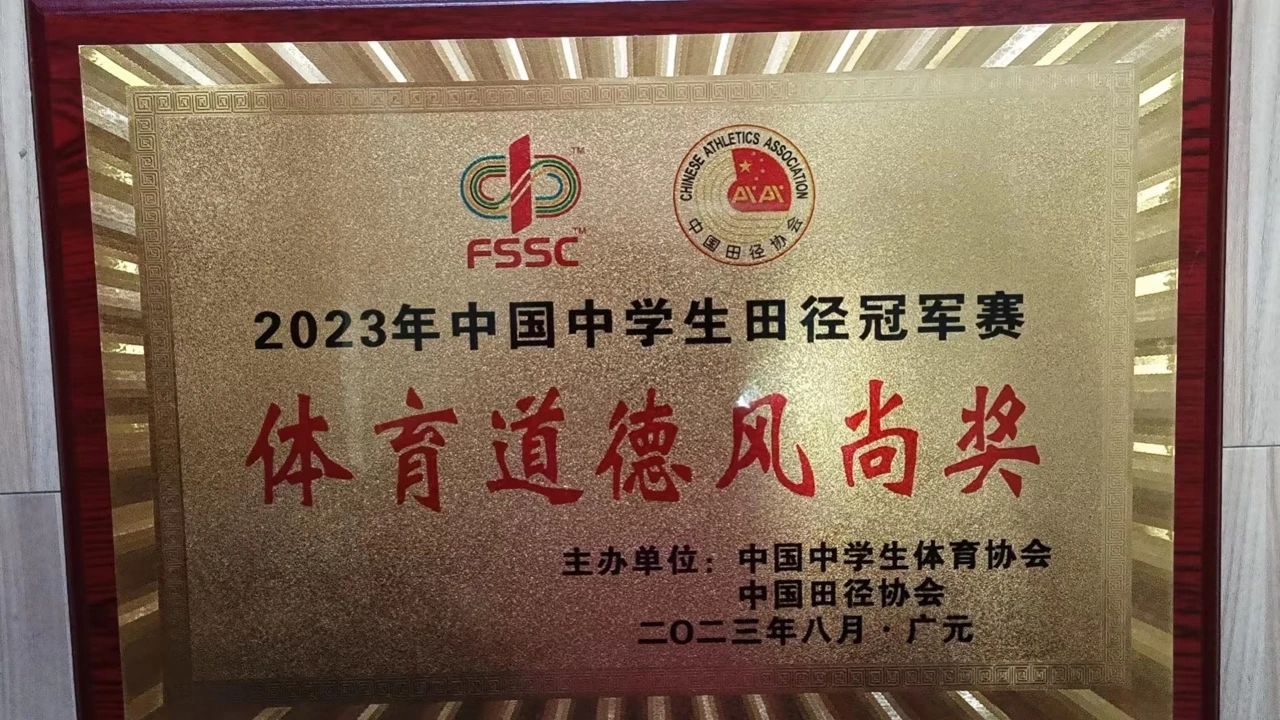 CHINESE ATHLETICS ASSOCIATION
中国田径协会
FSSC™
2023年中国中学生田径冠军赛
体育道德风尚奖
主办单位：中国中学生体育协会
中国田径协会
二〇二三年八月·广元